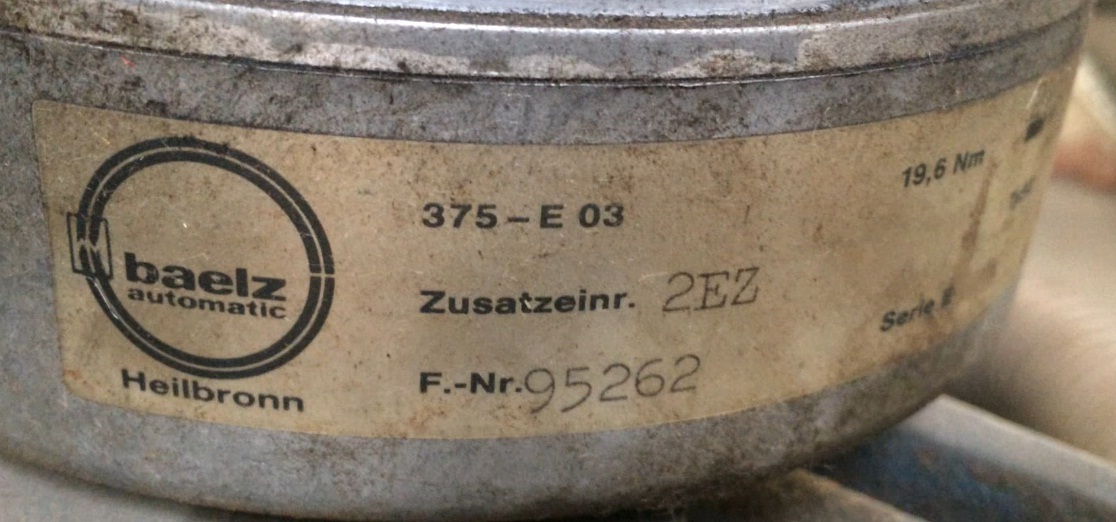 baelz
automatic
Heilbronn
375-E 03
19,6 Nm
Zusatzeinr. 2EZ
Serie
F.-Nr. 95262